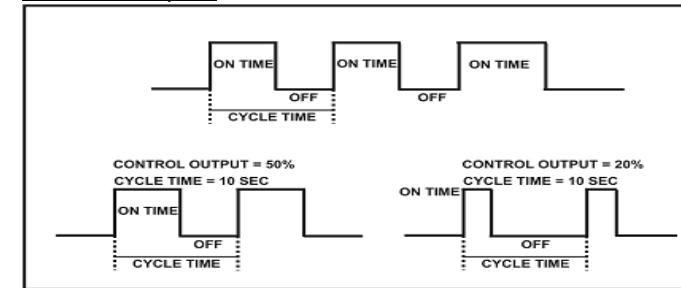 ON TIME ON TIME ON TIME
OFF OFF
CYCLE TIME
CONTROL OUTPUT = 50%
CYCLE TIME = 10 SEC
ON TIME
OFF
CYCLE TIME
CONTROL OUTPUT = 20%
CYCLE TIME = 10 SEC
ON TIME
OFF
CYCLE TIME